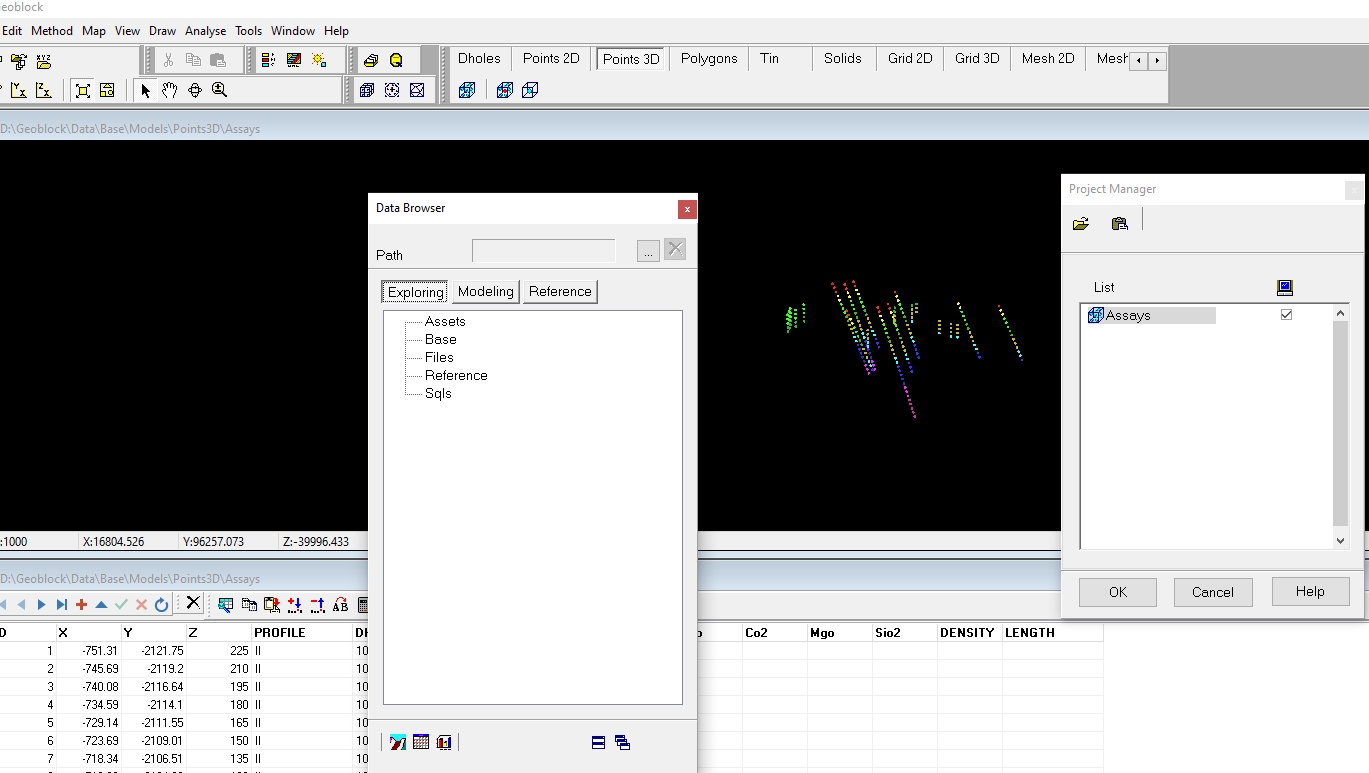 eoblock
Edit Method Map View Draw Analyse Tools Window Help
XYZ
Dholes Points 2D Points 3D Polygons Tin Solids Grid 2D Grid 3D Mesh 2D Mesh
D:\Geoblock\Data\Base\Models\Points3D\Assays
Data Browser
Path
...
Exploring Modeling Reference
Assets
Base
Files
Reference
Sqls
Project Manager
List
Assays
OK Cancel Help
:1000 X:16804.526 Y:96257.073 Z:-39996.433
D:\Geoblock\Data\Base\Models\Points3D\Assays
D X Y Z PROFILE DH o Co2 Mgo Sio2 DENSITY LENGTH
1 -751.31 -2121.75 225 II 10
2 -745.69 -2119.2 210 II 10
3 -740.08 -2116.64 195 II 10
4 -734.59 -2114.1 180 II 10
5 -729.14 -2111.55 165 II 10
6 -723.69 -2109.01 150 II 10
7 -718.34 -2106.51 135 II 10